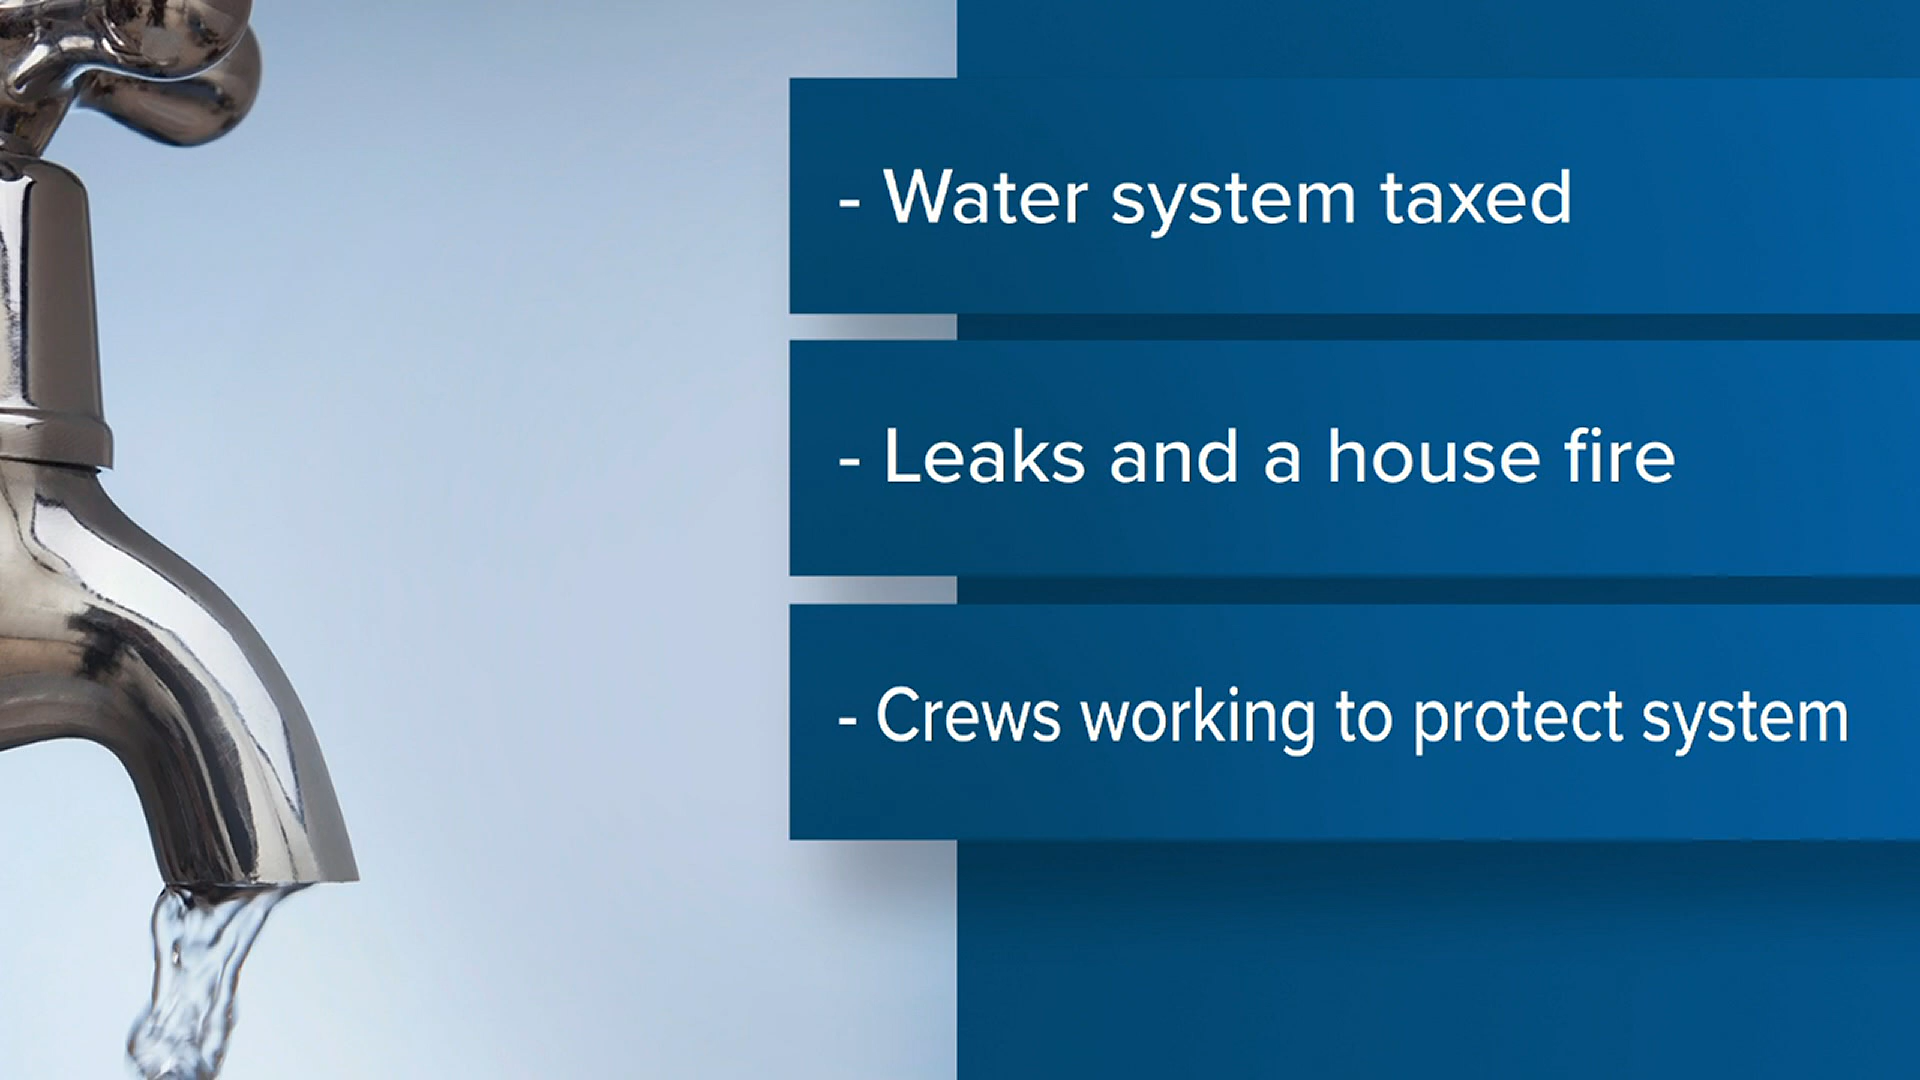 - Water system taxed
- Leaks and a house fire
- Crews working to protect system